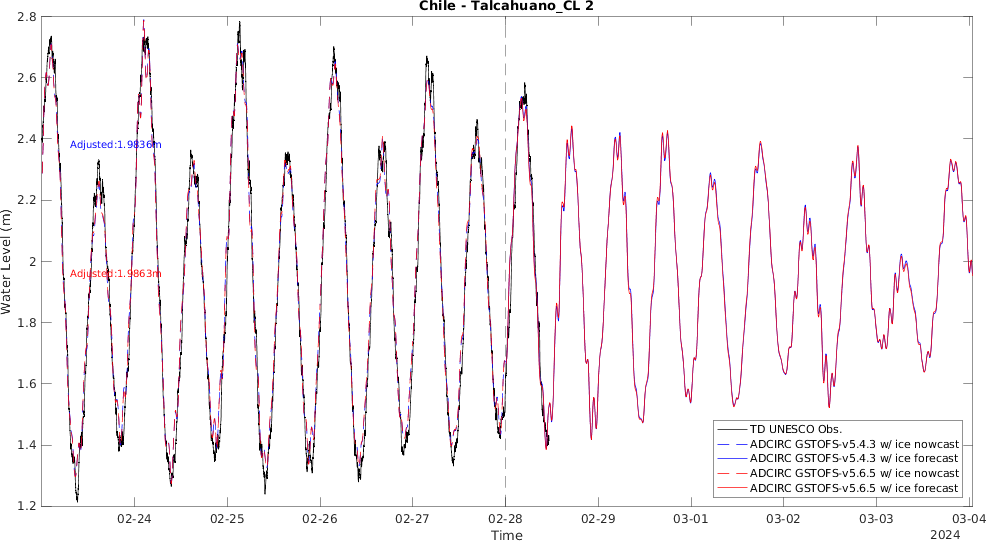 Chile - Talcahuano_CL 2
2.8
2.6
2.4
2.2
2
1.8
1.6
1.4
1.2
Water Level (m)
Adjusted:1.9836m
Adjusted:1.9863m
TD UNESCO Obs.
ADCIRC GSTOFS-v5.4.3 w/ ice nowcast
ADCIRC GSTOFS-v5.4.3 w/ ice forecast
ADCIRC GSTOFS-v5.6.5 w/ ice nowcast
ADCIRC GSTOFS-v5.6.5 w/ ice forecast
02-24 02-25 02-26 02-27 02-28 02-29 03-01 03-02 03-03 03-04
Time
2024